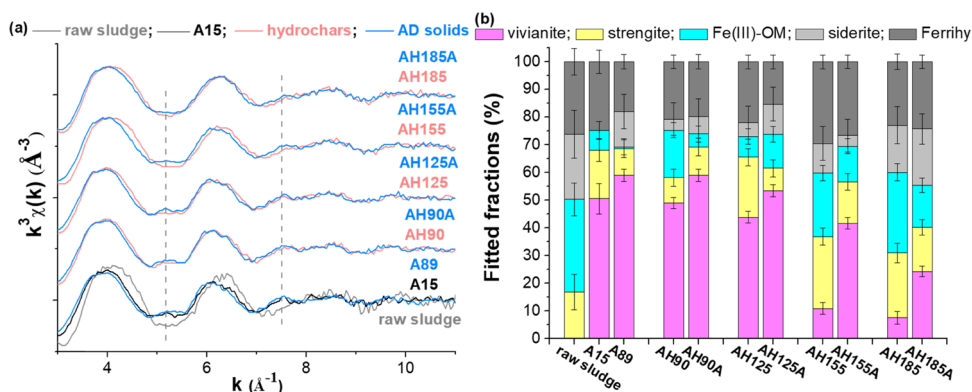 (a)
raw sludge; A15; hydrochars; AD solids
AH185A
AH185
AH155A
AH155
AH125A
AH125
AH90A
AH90
A89
A15
raw sludge
k³χ(k) (Å⁻³)
4 6 8 10
k (Å⁻¹)
(b)
vivianite; strengite; Fe(III)-OM; siderite; Ferrihy
100
90
80
70
60
50
40
30
20
10
0
Fitted fractions (%)
raw sludge
A15
A89
AH90
AH90A
AH125
AH125A
AH155
AH155A
AH185
AH185A